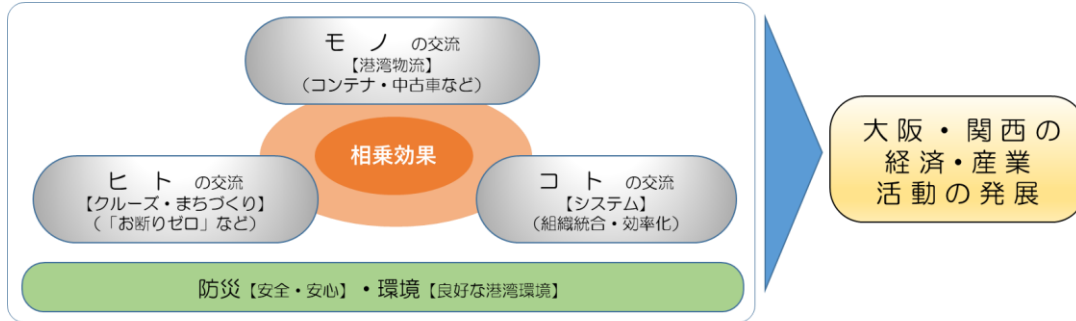 モノ の交流
【港湾物流】
（コンテナ・中古車など）
相乗効果
ヒト の交流
【クルーズ・まちづくり】
（「お断りゼロ」など）
コト の交流
【システム】
（組織統合・効率化）
防災【安全・安心】・環境【良好な港湾環境】
大阪・関西の
経済・産業
活動の発展